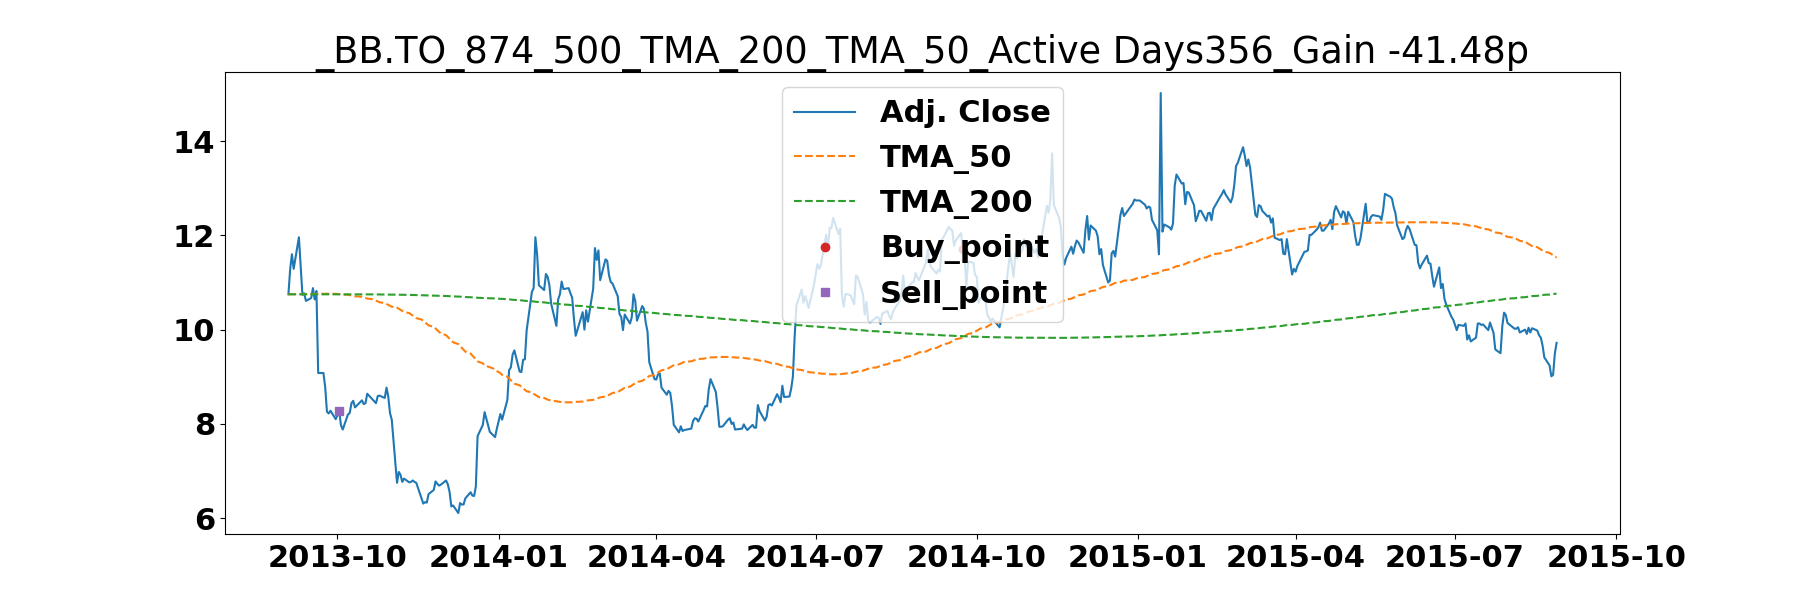 _BB.TO_874_500_TMA_200_TMA_50_Active Days356_Gain -41.48p
Adj. Close
TMA_50
TMA_200
Buy_point
Sell_point
14
12
10
8
6
2013-10 2014-01 2014-04 2014-07 2014-10 2015-01 2015-04 2015-07 2015-10